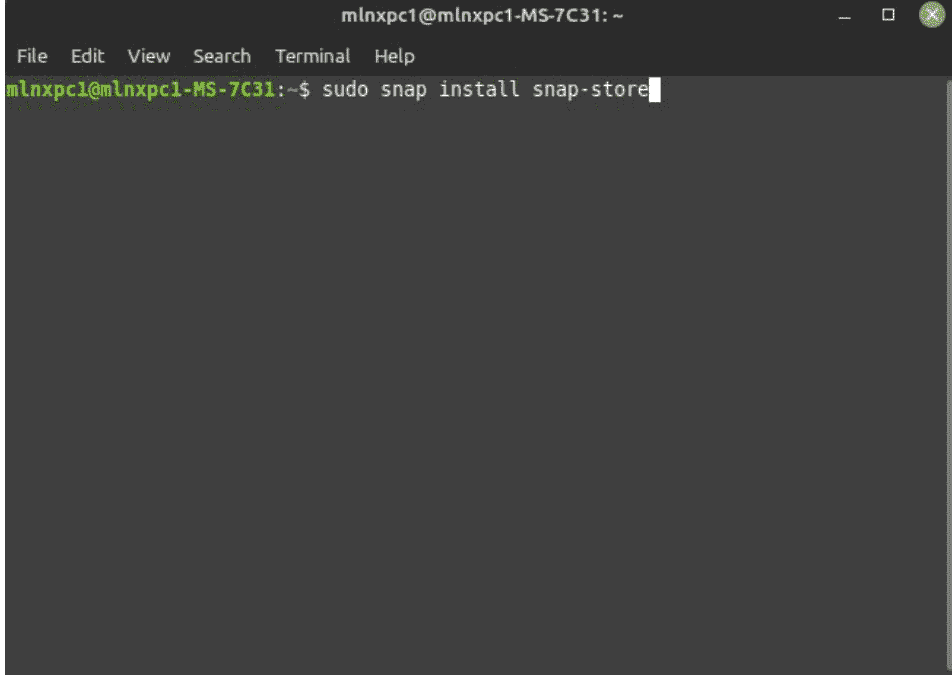 mlnxpc1@mlnxpc1-MS-7C31: ~
File Edit View Search Terminal Help
mlnxpc1@mlnxpc1-MS-7C31:~$ sudo snap install snap-store